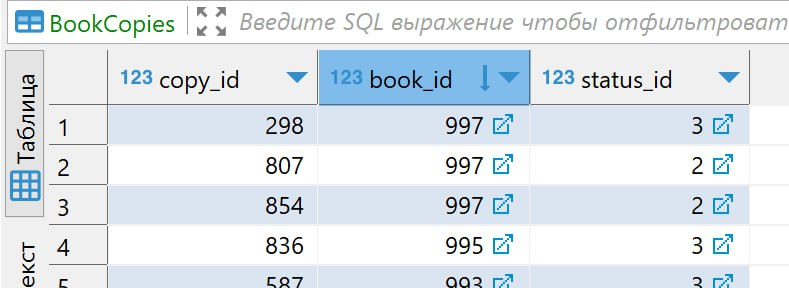 BookCopies Введите SQL выражение чтобы отфильтроват
Таблица
123 copy_id 123 book_id 123 status_id
1 298 997 3
2 807 997 2
3 854 997 2
4 836 995 3
5 587 993 3
екст